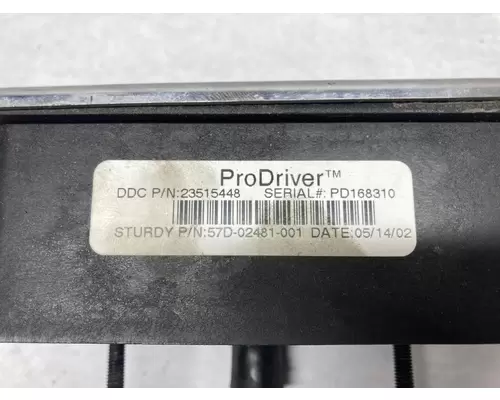 ProDriver™
DDC P/N:23515448 SERIAL#: PD168310
STURDY P/N:57D-02481-001 DATE:05/14/02